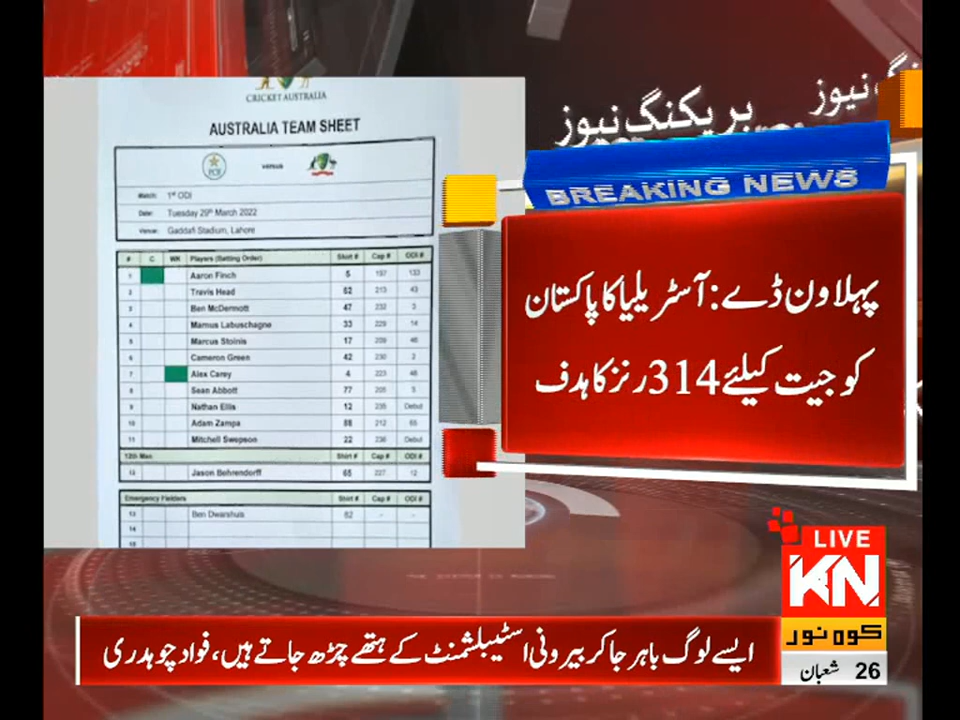 CRICKET AUSTRALIA
AUSTRALIA TEAM SHEET
PCB versus
Match: 1st ODI
Date: Tuesday 29th March 2022
Venue: Gaddafi Stadium, Lahore
# C WK Players (Batting Order) Shirt # Cap # ODI #
1 Aaron Finch 5 197 133
2 Travis Head 62 213 43
3 Ben McDermott 47 232 3
4 Marnus Labuschagne 33 229 14
5 Marcus Stoinis 17 209 46
6 Cameron Green 42 230 2
7 Alex Carey 4 223 48
8 Sean Abbott 77 205 5
9 Nathan Ellis 12 235 Debut
10 Adam Zampa 88 212 65
11 Mitchell Swepson 22 236 Debut
12th Man Shirt # Cap # ODI #
12 Jason Behrendorff 65 227 12
Emergency Fielders Shirt # Cap # ODI #
13 Ben Dwarshuis 82 - -
14
15
بریکنگ نیوز
نیوز
BREAKING NEWS
پہلا ون ڈے: آسٹریلیا کا پاکستان
کو جیت کیلئے 314 رنز کا ہدف
LIVE
KN
کوہ نور
26 شعبان
ایسے لوگ باہر جا کر بیرونی اسٹیبلشمنٹ کے ہتھے چڑھ جاتے ہیں، فواد چوہدری